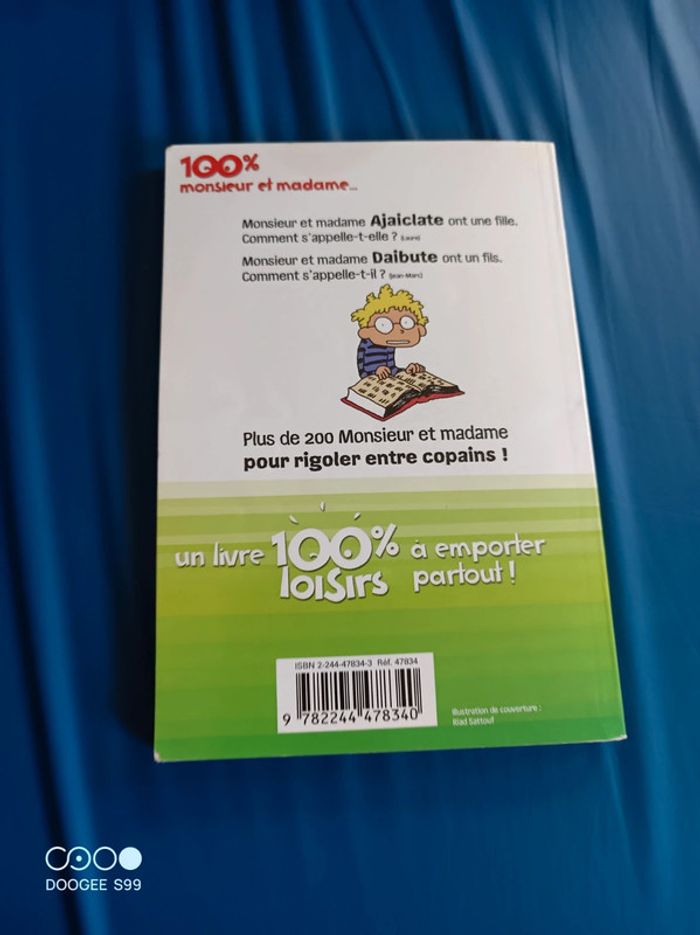 100%
monsieur et madame...
Monsieur et madame Ajaiclate ont une fille.
Comment s'appelle-t-elle ? (Laure)
Monsieur et madame Daibute ont un fils.
Comment s'appelle-t-il ? (Jean-Marc)
Plus de 200 Monsieur et madame
pour rigoler entre copains !
un livre 100% loisirs à emporter
partout !
ISBN 2-244-47834-3 Réf. 47834
9 782244 478340
Illustration de couverture :
Riad Sattouf
DOOGEE S99